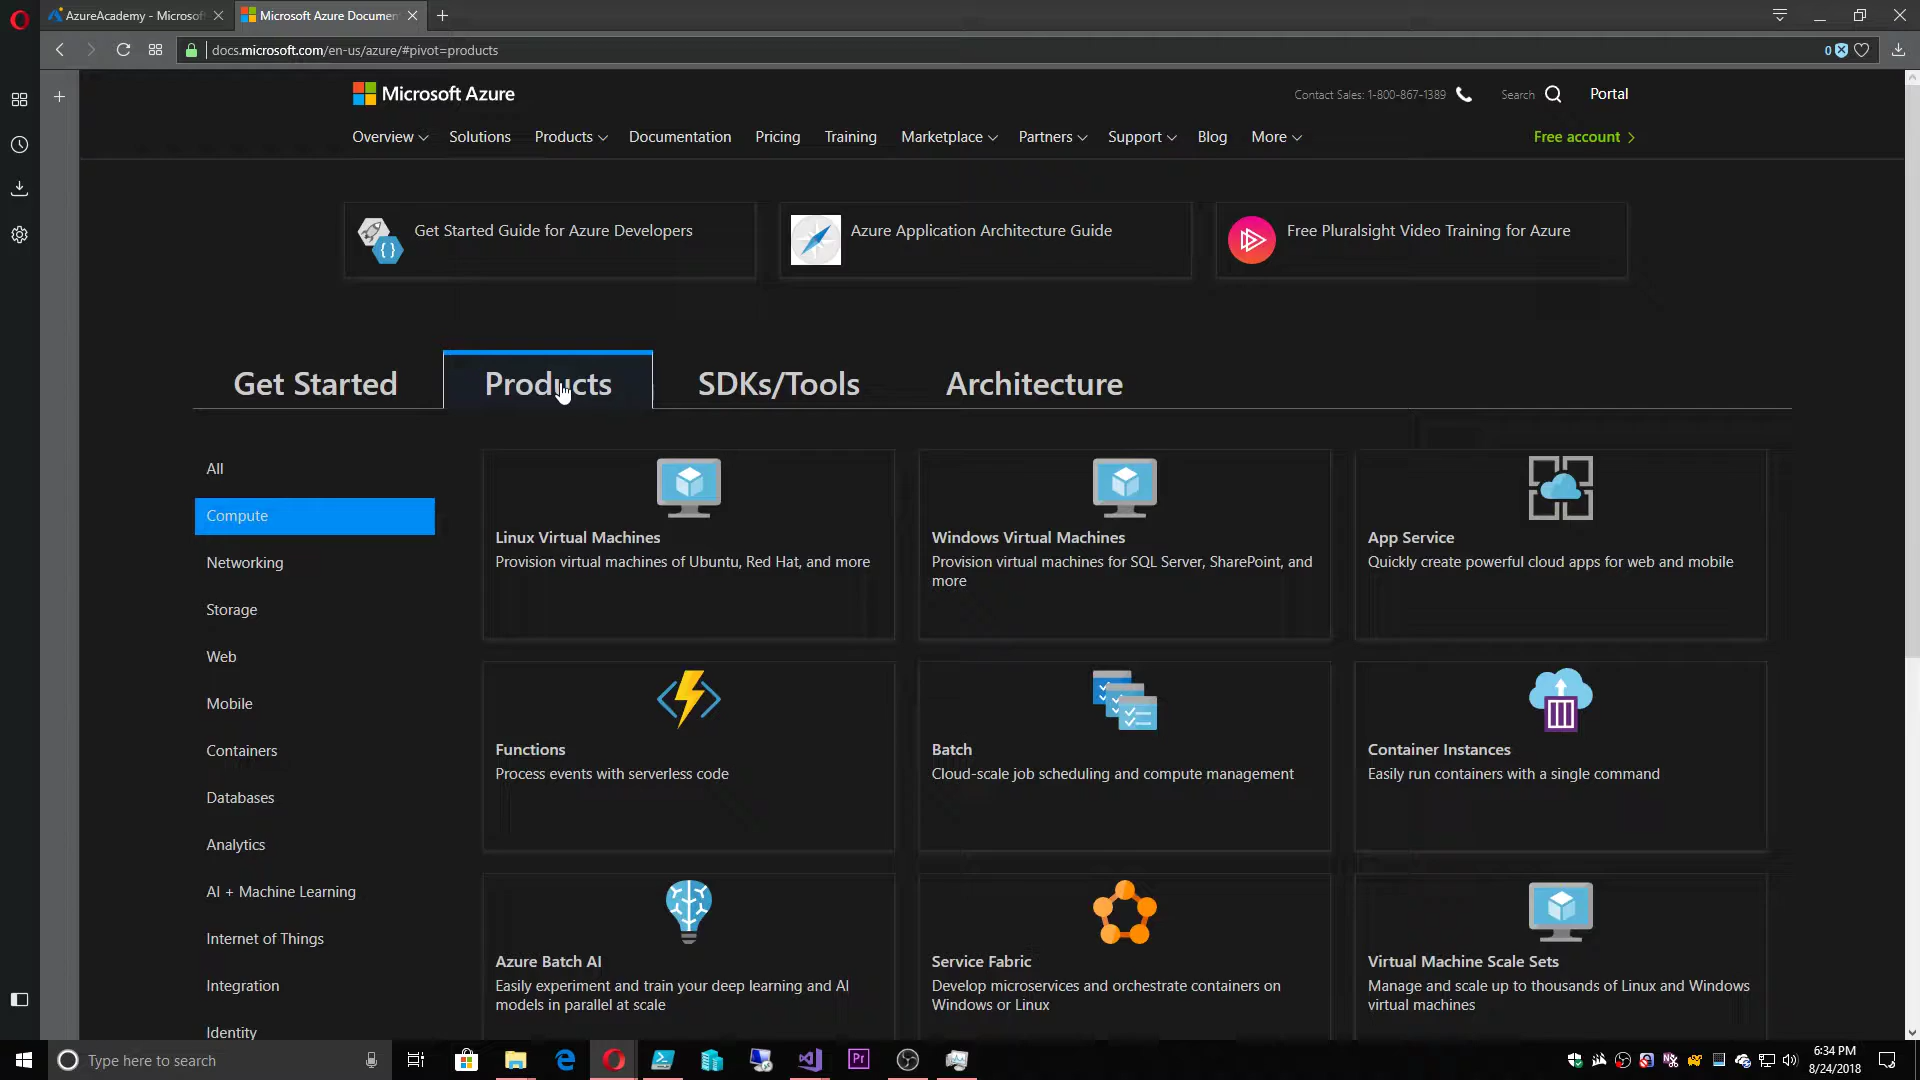 AzureAcademy - Microsof
Microsoft Azure Documen
docs.microsoft.com/en-us/azure/#pivot=products
0
Microsoft Azure
Contact Sales: 1-800-867-1389
Search
Portal
Overview
Solutions
Products
Documentation
Pricing
Training
Marketplace
Partners
Support
Blog
More
Free account
Get Started Guide for Azure Developers
Azure Application Architecture Guide
Free Pluralsight Video Training for Azure
Get Started
Products
SDKs/Tools
Architecture
All
Compute
Networking
Storage
Web
Mobile
Containers
Databases
Analytics
AI + Machine Learning
Internet of Things
Integration
Identity
Linux Virtual Machines
Provision virtual machines of Ubuntu, Red Hat, and more
Windows Virtual Machines
Provision virtual machines for SQL Server, SharePoint, and
more
App Service
Quickly create powerful cloud apps for web and mobile
Functions
Process events with serverless code
Batch
Cloud-scale job scheduling and compute management
Container Instances
Easily run containers with a single command
Azure Batch AI
Easily experiment and train your deep learning and AI
models in parallel at scale
Service Fabric
Develop microservices and orchestrate containers on
Windows or Linux
Virtual Machine Scale Sets
Manage and scale up to thousands of Linux and Windows
virtual machines
Type here to search
Pr
6:34 PM
8/24/2018